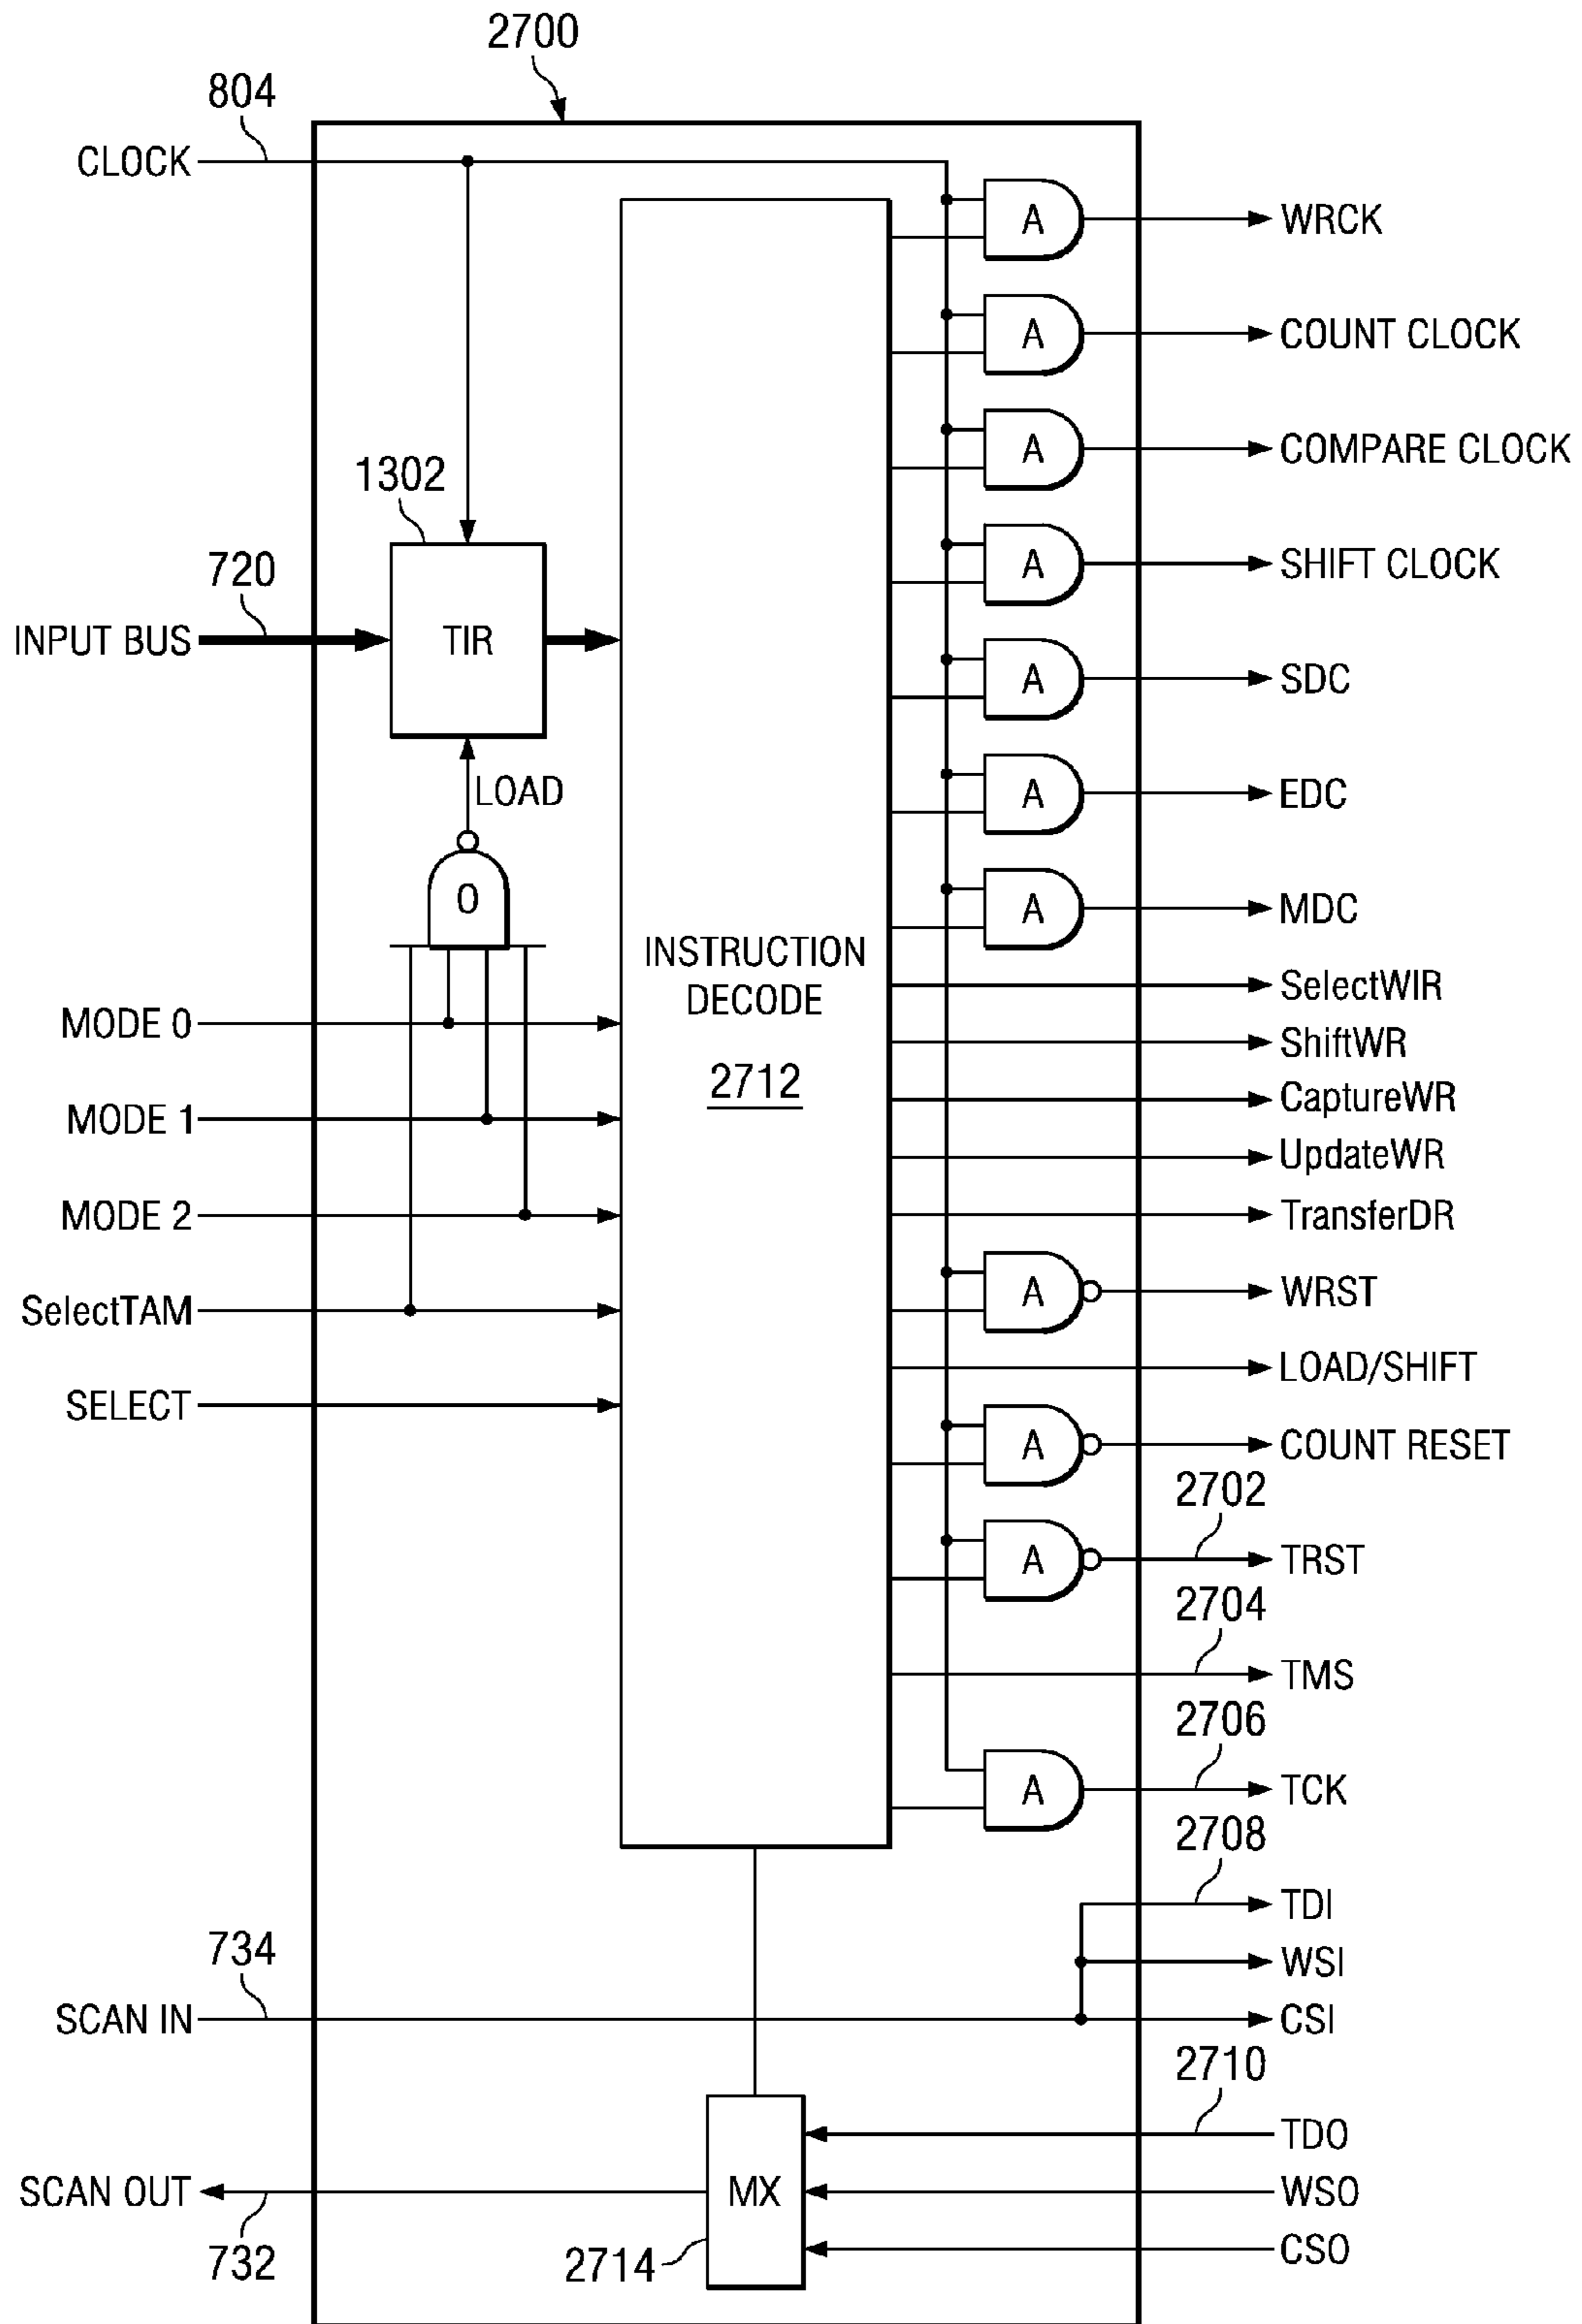 2700
804
CLOCK
A
WRCK
A
COUNT CLOCK
A
COMPARE CLOCK
1302
A
SHIFT CLOCK
720
INPUT BUS
TIR
A
SDC
LOAD
A
EDC
O
A
MDC
INSTRUCTION
DECODE
2712
SelectWIR
MODE 0
ShiftWR
MODE 1
CaptureWR
UpdateWR
MODE 2
TransferDR
SelectTAM
A
WRST
LOAD/SHIFT
SELECT
A
COUNT RESET
2702
A
TRST
2704
TMS
2706
A
TCK
2708
TDI
734
WSI
SCAN IN
CSI
2710
TDO
SCAN OUT
MX
WSO
732
2714
CSO